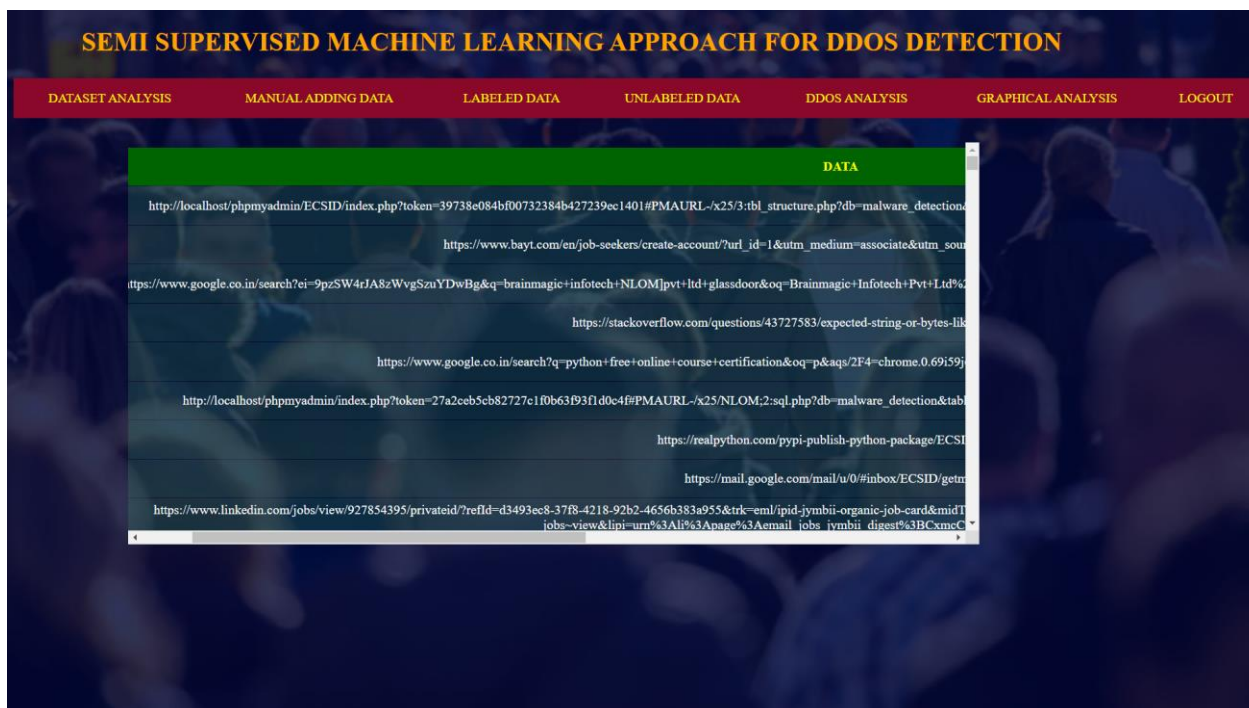 SEMI SUPERVISED MACHINE LEARNING APPROACH FOR DDOS DETECTION
DATASET ANALYSIS MANUAL ADDING DATA LABELED DATA UNLABELED DATA DDOS ANALYSIS GRAPHICAL ANALYSIS LOGOUT
DATA
http://localhost/phpmyadmin/ECSID/index.php?token=39738e084bf00732384b427239ec1401#PMAURL-/x25/3:tbl_structure.php?db=malware_detection&
https://www.bayt.com/en/job-seekers/create-account/?url_id=1&utm_medium=associate&utm_sour
ttps://www.google.co.in/search?ei=9pzSW4rJA8zWvgSzuYDwBg&q=brainmagic+infotech+NLOM]pvt+ltd+glassdoor&oq=Brainmagic+Infotech+Pvt+Ltd%2
https://stackoverflow.com/questions/43727583/expected-string-or-bytes-lik
https://www.google.co.in/search?q=python+free+online+course+certification&oq=p&aqs/2F4=chrome.0.69i59j
http://localhost/phpmyadmin/index.php?token=27a2ceb5cb82727c1f0b63f93f1d0c4f#PMAURL-/x25/NLOM;2:sql.php?db=malware_detection&tabl
https://realpython.com/pypi-publish-python-package/ECSI
https://mail.google.com/mail/u/0/#inbox/ECSID/getm
https://www.linkedin.com/jobs/view/927854395/privateid/?refId=d3493ec8-37f8-4218-92b2-4656b383a955&trk=eml/ipid-jymbii-organic-job-card&midT
jobs~view&lipi=urn%3Ali%3Apage%3Aemail_jobs_jymbii_digest%3BCxmcC